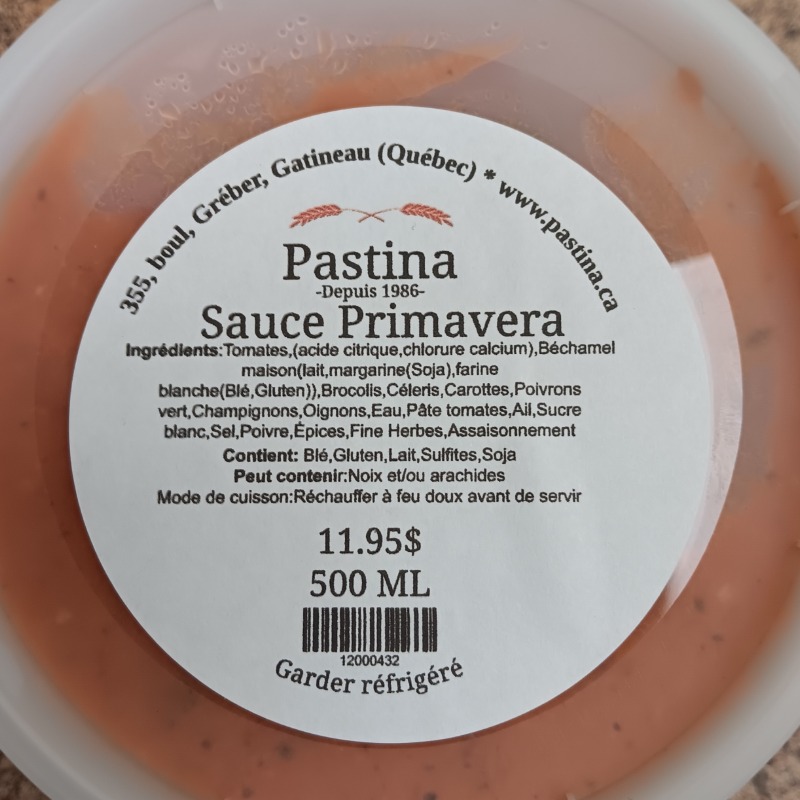 355, boul, Gréber, Gatineau (Québec) * www.pastina.ca
Pastina
-Depuis 1986-
Sauce Primavera
Ingrédients:Tomates,(acide citrique,chlorure calcium),Béchamel
maison(lait,margarine(Soja),farine
blanche(Blé,Gluten)),Brocolis,Céleris,Carottes,Poivrons
vert,Champignons,Oignons,Eau,Pâte tomates,Ail,Sucre
blanc,Sel,Poivre,Épices,Fine Herbes,Assaisonnement
Contient: Blé,Gluten,Lait,Sulfites,Soja
Peut contenir:Noix et/ou arachides
Mode de cuisson:Réchauffer à feu doux avant de servir
11.95$
500 ML
12000432
Garder réfrigéré